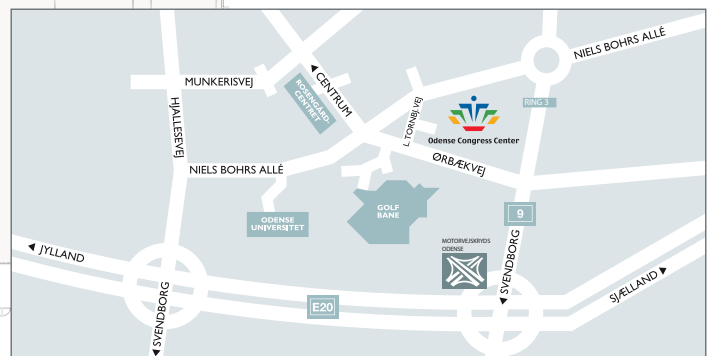 NIELS BOHRS ALLÉ
MUNKERISVEJ
CENTRUM
ROSENGÅRD-
CENTRET
RING 3
HJALLESEVEJ
L. TORNBJ.VEJ
Odense Congress Center
ØRBÆKVEJ
NIELS BOHRS ALLÉ
GOLF
BANE
9
ODENSE
UNIVERSITET
MOTORVEJSKRYDS
ODENSE
JYLLAND
SVENDBORG
SJÆLLAND
E20
SVENDBORG